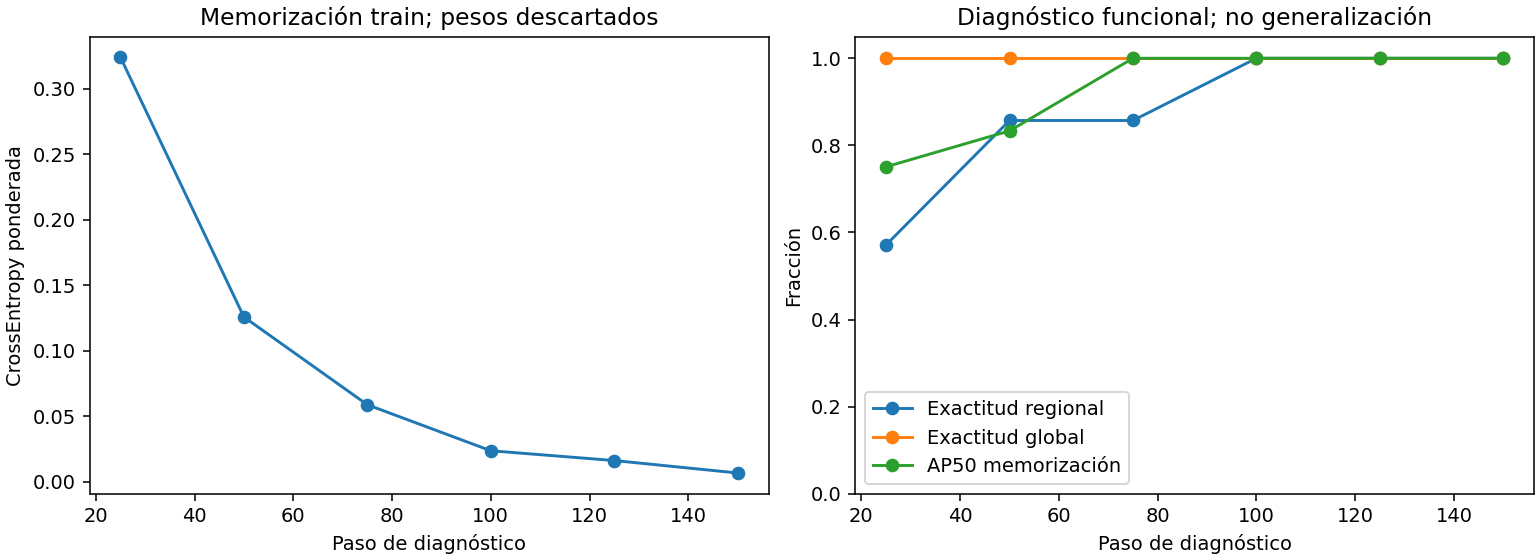 Memorización train; pesos descartados
CrossEntropy ponderada
0.30
0.25
0.20
0.15
0.10
0.05
0.00
20 40 60 80 100 120 140
Paso de diagnóstico
Diagnóstico funcional; no generalización
Fracción
1.0
0.8
0.6
0.4
0.2
0.0
Exactitud regional
Exactitud global
AP50 memorización
20 40 60 80 100 120 140
Paso de diagnóstico